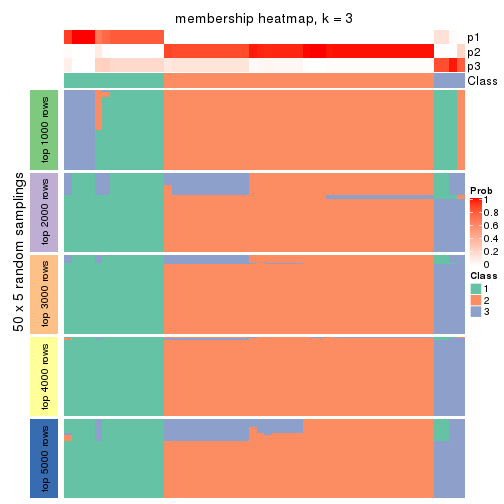 membership heatmap, k = 3
p1
p2
p3
Class
50 x 5 random samplings
top 1000 rows
top 2000 rows
top 3000 rows
top 4000 rows
top 5000 rows
Prob
1
0.8
0.6
0.4
0.2
0
Class
1
2
3